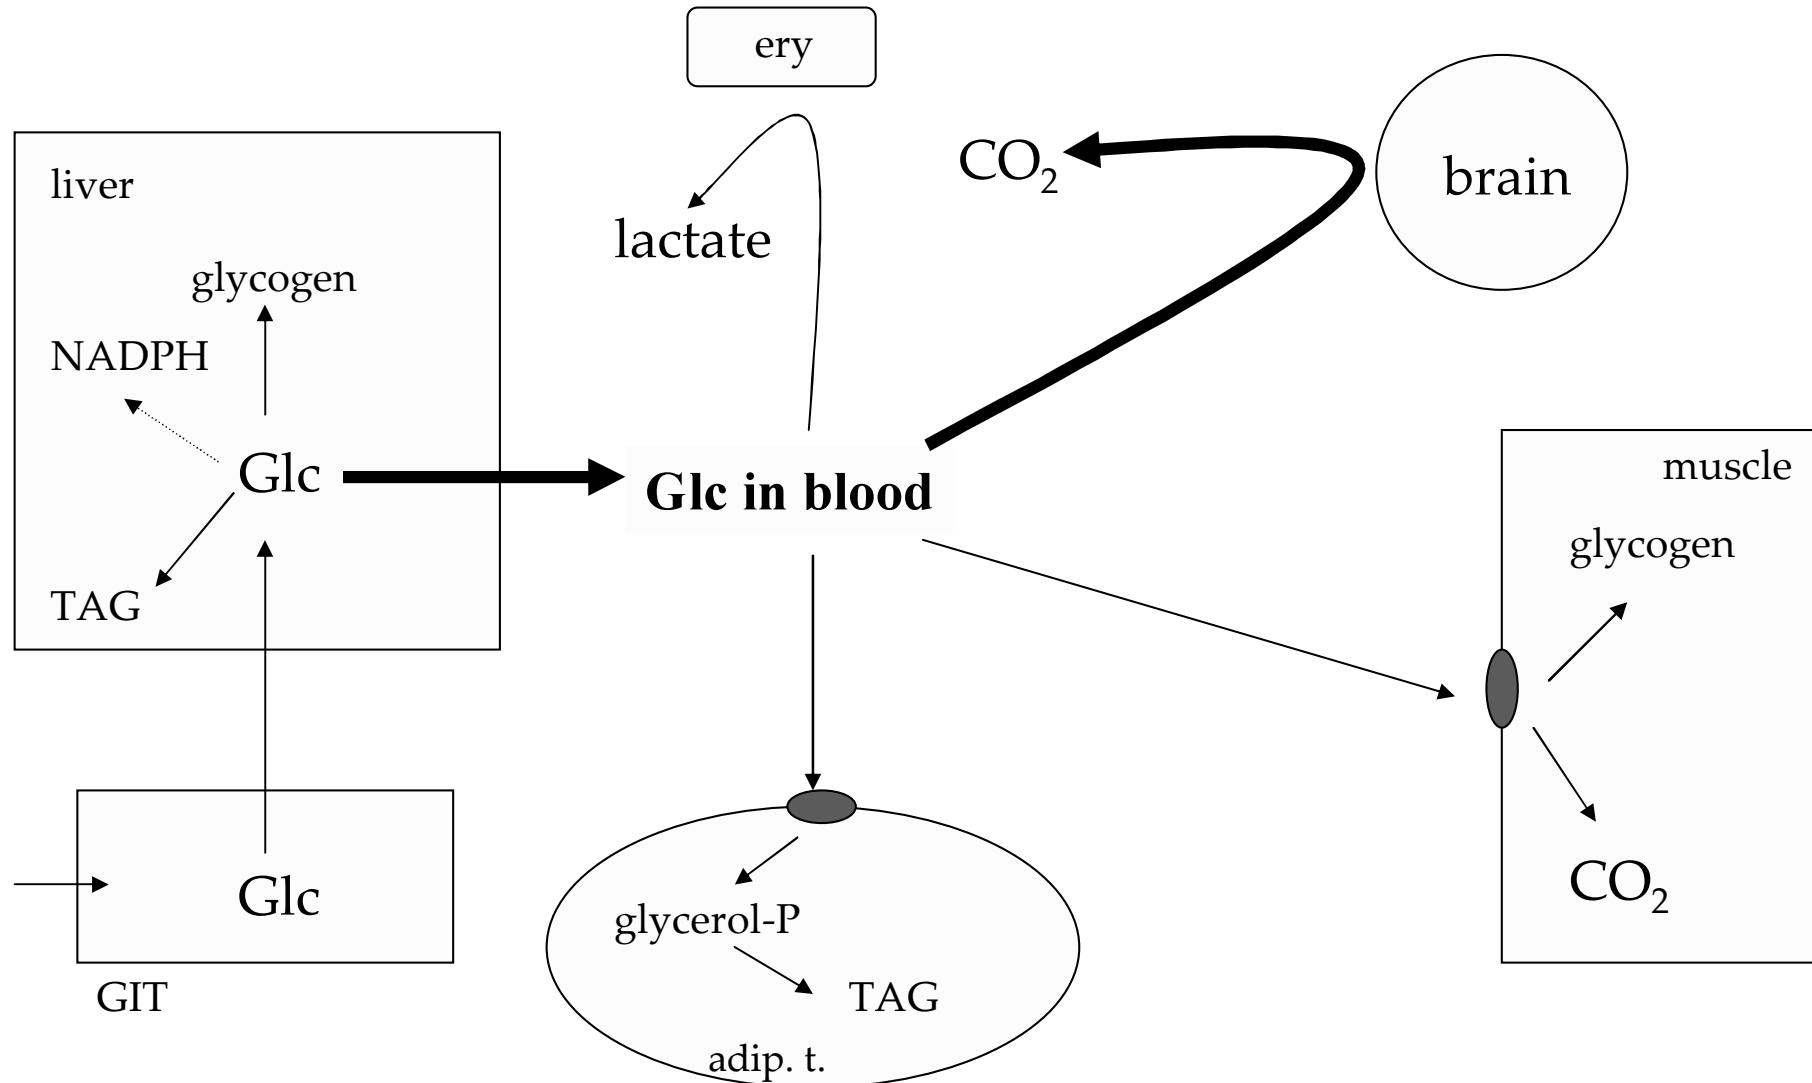 ery
CO₂
brain
liver
lactate
glycogen
NADPH
Glc
Glc in blood
muscle
glycogen
TAG
CO₂
Glc
glycerol-P
GIT
TAG
adip. t.